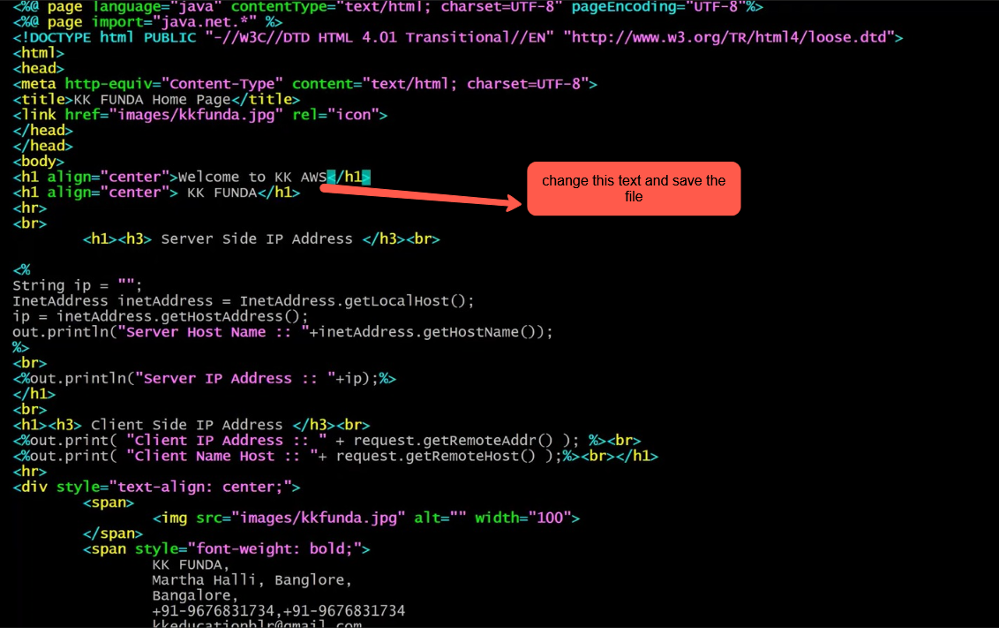 <%@ page language="java" contentType="text/html; charset=UTF-8" pageEncoding="UTF-8"%>
<%@ page import="java.net.*" %>
<!DOCTYPE html PUBLIC "-//W3C//DTD HTML 4.01 Transitional//EN" "http://www.w3.org/TR/html4/loose.dtd">
<html>
<head>
<meta http-equiv="Content-Type" content="text/html; charset=UTF-8">
<title>KK FUNDA Home Page</title>
<link href="images/kkfunda.jpg" rel="icon">
</head>
</head>
<body>
<h1 align="center">Welcome to KK AWS</h1>
change this text and save the
file
<h1 align="center"> KK FUNDA</h1>
<hr>
<br>
<h1><h3> Server Side IP Address </h3><br>
<%
String ip = "";
InetAddress inetAddress = InetAddress.getLocalHost();
ip = inetAddress.getHostAddress();
out.println("Server Host Name :: "+inetAddress.getHostName());
%>
<br>
<%out.println("Server IP Address :: "+ip);%>
</h1>
<br>
<h1><h3> Client Side IP Address </h3><br>
<%out.print( "Client IP Address :: " + request.getRemoteAddr() ); %><br>
<%out.print( "Client Name Host :: "+ request.getRemoteHost() );%><br></h1>
<hr>
<div style="text-align: center;">
<span>
<img src="images/kkfunda.jpg" alt="" width="100">
</span>
<span style="font-weight: bold;">
KK FUNDA,
Martha Halli, Banglore,
Bangalore,
+91-9676831734,+91-9676831734
kkeducationblr@gmail.com